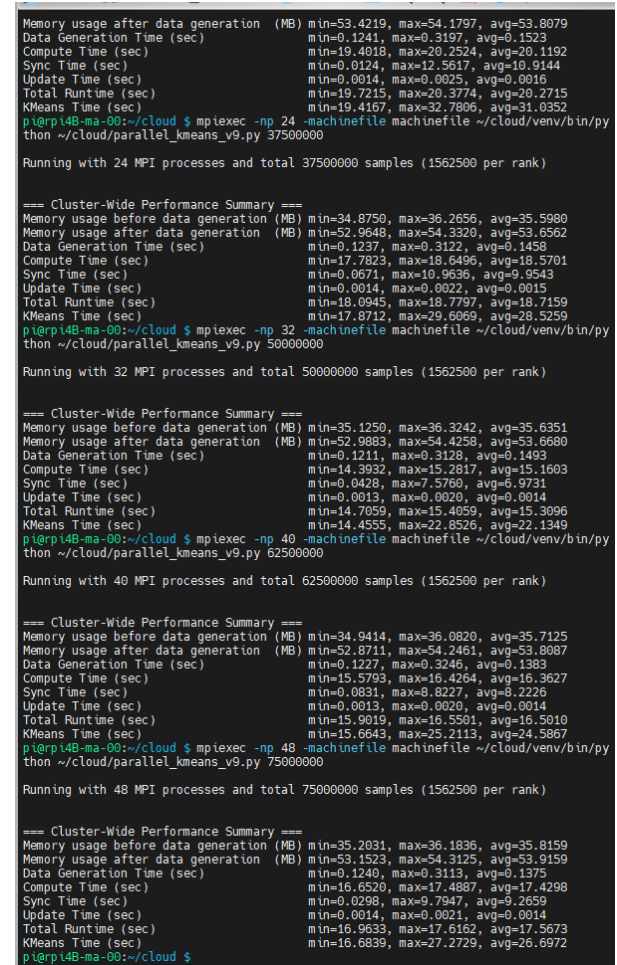 Memory usage after data generation  (MB) min=53.4219, max=54.1797, avg=53.8079
Data Generation Time (sec)               min=0.1241, max=0.3197, avg=0.1523
Compute Time (sec)                       min=19.4018, max=20.2524, avg=20.1192
Sync Time (sec)                          min=0.0124, max=12.5617, avg=10.9144
Update Time (sec)                        min=0.0014, max=0.0025, avg=0.0016
Total Runtime (sec)                      min=19.7215, max=20.3774, avg=20.2715
KMeans Time (sec)                        min=19.4167, max=32.7806, avg=31.0352
pi@rpi4B-ma-00:~/cloud $ mpiexec -np 24 -machinefile machinefile ~/cloud/venv/bin/py
thon ~/cloud/parallel_kmeans_v9.py 37500000
Running with 24 MPI processes and total 37500000 samples (1562500 per rank)
=== Cluster-Wide Performance Summary ===
Memory usage before data generation (MB) min=34.8750, max=36.2656, avg=35.5980
Memory usage after data generation  (MB) min=52.9648, max=54.3320, avg=53.6562
Data Generation Time (sec)               min=0.1237, max=0.3122, avg=0.1458
Compute Time (sec)                       min=17.7823, max=18.6496, avg=18.5701
Sync Time (sec)                          min=0.0671, max=10.9636, avg=9.9543
Update Time (sec)                        min=0.0014, max=0.0022, avg=0.0015
Total Runtime (sec)                      min=18.0945, max=18.7797, avg=18.7159
KMeans Time (sec)                        min=17.8712, max=29.6069, avg=28.5259
pi@rpi4B-ma-00:~/cloud $ mpiexec -np 32 -machinefile machinefile ~/cloud/venv/bin/py
thon ~/cloud/parallel_kmeans_v9.py 50000000
Running with 32 MPI processes and total 50000000 samples (1562500 per rank)
=== Cluster-Wide Performance Summary ===
Memory usage before data generation (MB) min=35.1250, max=36.3242, avg=35.6351
Memory usage after data generation  (MB) min=52.9883, max=54.4258, avg=53.6680
Data Generation Time (sec)               min=0.1211, max=0.3128, avg=0.1493
Compute Time (sec)                       min=14.3932, max=15.2817, avg=15.1603
Sync Time (sec)                          min=0.0428, max=7.5760, avg=6.9731
Update Time (sec)                        min=0.0013, max=0.0020, avg=0.0014
Total Runtime (sec)                      min=14.7059, max=15.4059, avg=15.3096
KMeans Time (sec)                        min=14.4555, max=22.8526, avg=22.1349
pi@rpi4B-ma-00:~/cloud $ mpiexec -np 40 -machinefile machinefile ~/cloud/venv/bin/py
thon ~/cloud/parallel_kmeans_v9.py 62500000
Running with 40 MPI processes and total 62500000 samples (1562500 per rank)
=== Cluster-Wide Performance Summary ===
Memory usage before data generation (MB) min=34.9414, max=36.0820, avg=35.7125
Memory usage after data generation  (MB) min=52.8711, max=54.2461, avg=53.8087
Data Generation Time (sec)               min=0.1227, max=0.3246, avg=0.1383
Compute Time (sec)                       min=15.5793, max=16.4264, avg=16.3627
Sync Time (sec)                          min=0.0831, max=8.8227, avg=8.2226
Update Time (sec)                        min=0.0013, max=0.0020, avg=0.0014
Total Runtime (sec)                      min=15.9019, max=16.5501, avg=16.5010
KMeans Time (sec)                        min=15.6643, max=25.2113, avg=24.5867
pi@rpi4B-ma-00:~/cloud $ mpiexec -np 48 -machinefile machinefile ~/cloud/venv/bin/py
thon ~/cloud/parallel_kmeans_v9.py 75000000
Running with 48 MPI processes and total 75000000 samples (1562500 per rank)
=== Cluster-Wide Performance Summary ===
Memory usage before data generation (MB) min=35.2031, max=36.1836, avg=35.8159
Memory usage after data generation  (MB) min=53.1523, max=54.3125, avg=53.9159
Data Generation Time (sec)               min=0.1240, max=0.3113, avg=0.1375
Compute Time (sec)                       min=16.6520, max=17.4887, avg=17.4298
Sync Time (sec)                          min=0.0298, max=9.7947, avg=9.2659
Update Time (sec)                        min=0.0014, max=0.0021, avg=0.0014
Total Runtime (sec)                      min=16.9633, max=17.6162, avg=17.5673
KMeans Time (sec)                        min=16.6839, max=27.2729, avg=26.6972
pi@rpi4B-ma-00:~/cloud $